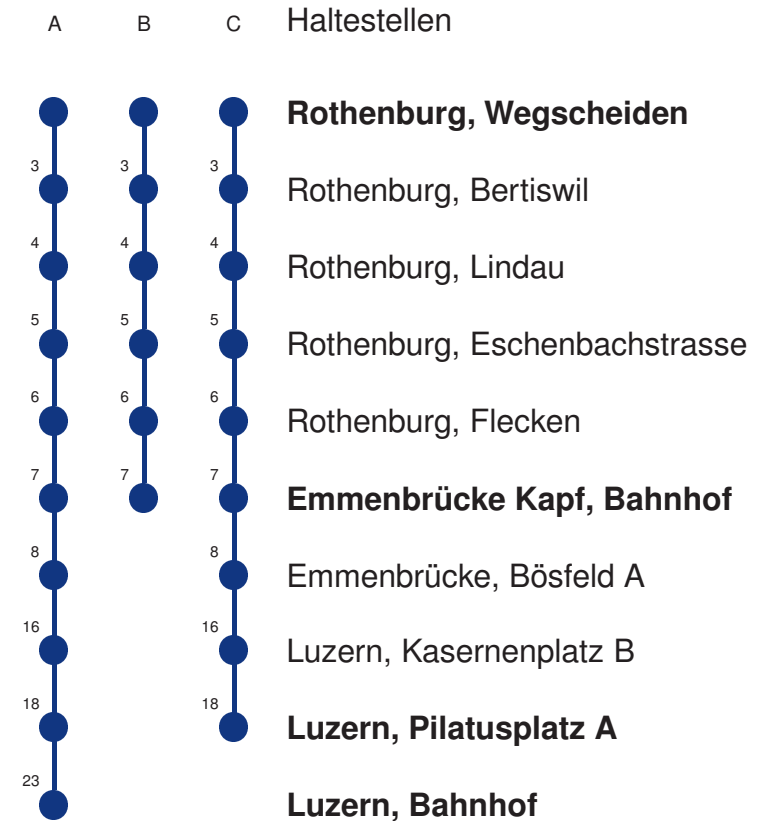 A B C Haltestellen
Rothenburg, Wegscheiden
3 3 3 Rothenburg, Bertiswil
4 4 4 Rothenburg, Lindau
5 5 5 Rothenburg, Eschenbachstrasse
6 6 6 Rothenburg, Flecken
7 7 7 Emmenbrücke Kapf, Bahnhof
8 8 Emmenbrücke, Bösfeld A
16 16 Luzern, Kasernenplatz B
18 18 Luzern, Pilatusplatz A
23 Luzern, Bahnhof